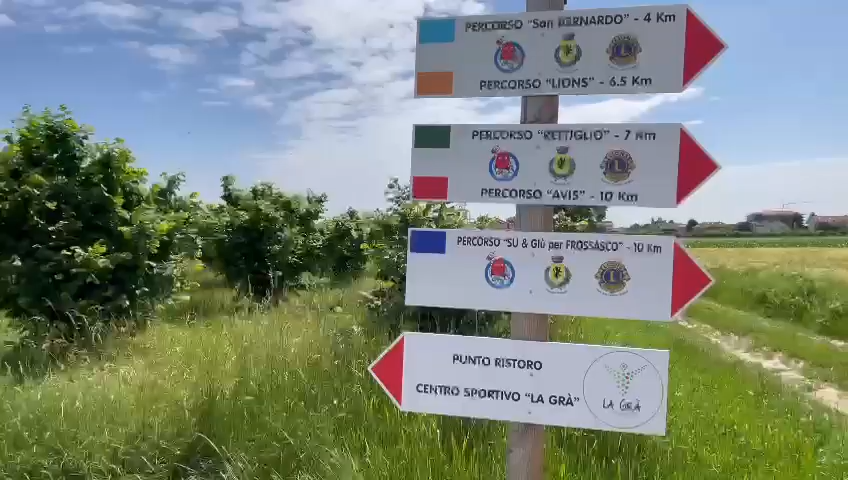 PERCORSO "San BERNARDO" - 4 Km
PERCORSO "LIONS" - 6.5 Km
PERCORSO "RETTIGLIO" - 7 Km
PERCORSO "AVIS" - 10 Km
PERCORSO "SU & GIÙ per FROSSASCO" - 10 Km
PUNTO RISTORO
CENTRO SPORTIVO "LA GRÀ"
LA GRÀ